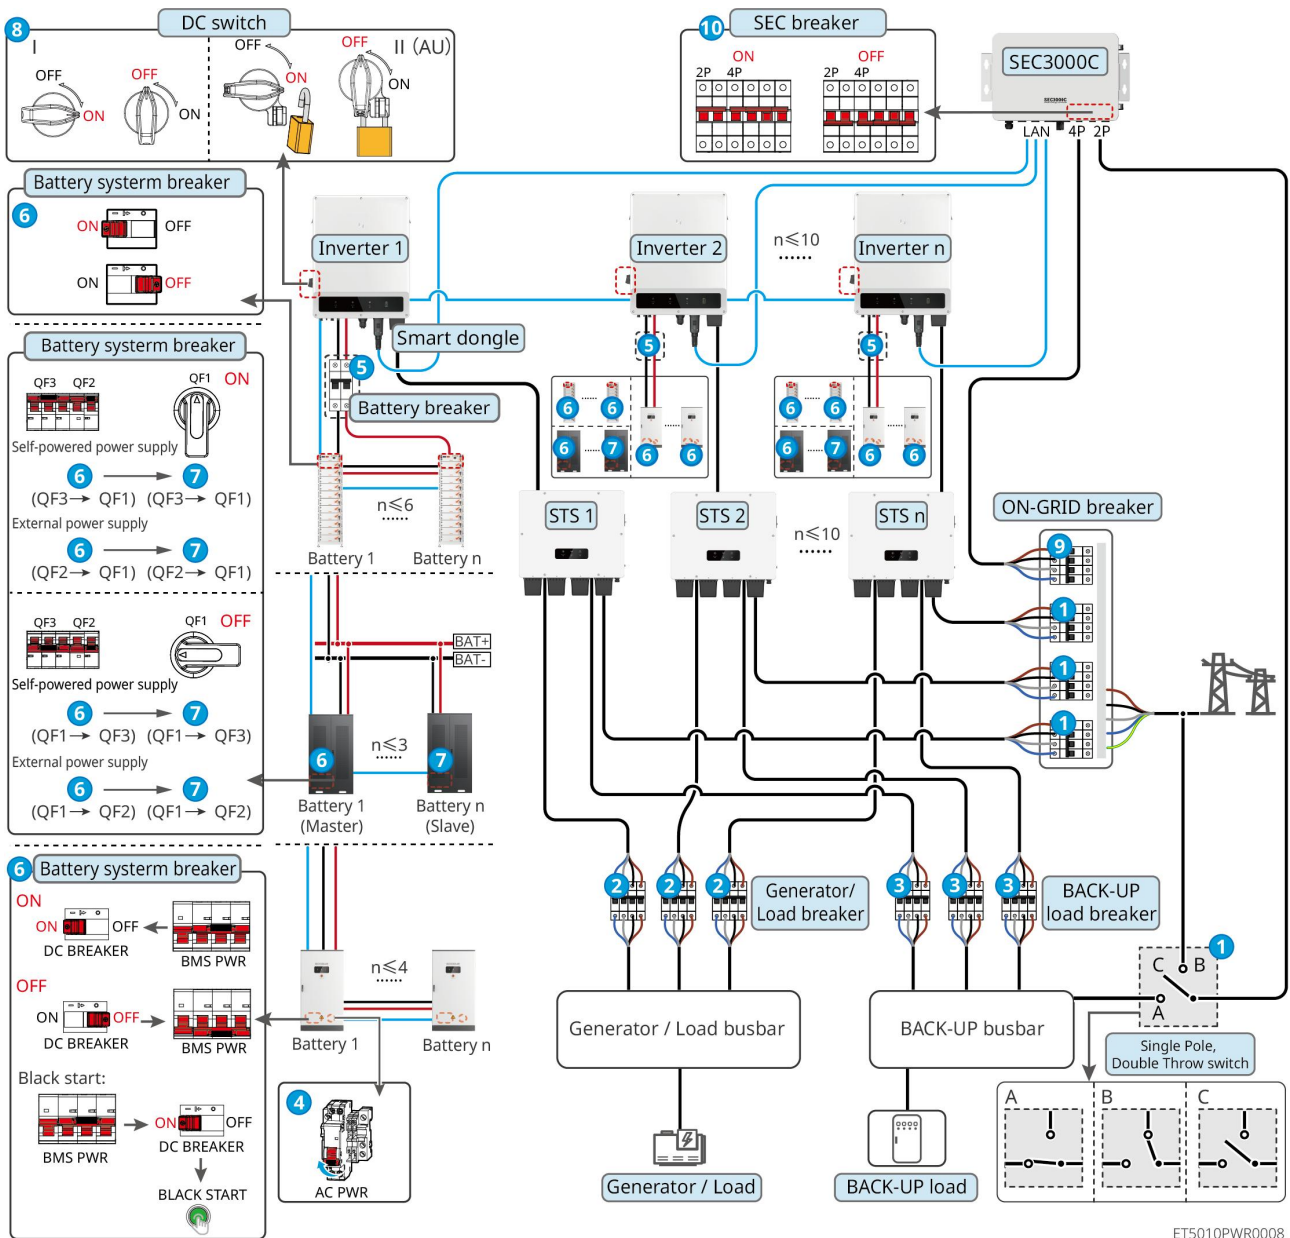 8
DC switch
I
OFF
ON
OFF
ON
OFF
ON
OFF
ON
II (AU)
10
SEC breaker
ON
2P 4P
OFF
2P 4P
SEC3000C
SEC3000C
LAN 4P 2P
Battery systerm breaker
6
ON OFF
ON OFF
Inverter 1
Inverter 2
n≤10
......
Inverter n
Smart dongle
5
Battery breaker
5
5
Battery systerm breaker
QF3 QF2
QF1
ON
Self-powered power supply
6 7
(QF3→ QF1) (QF3→ QF1)
External power supply
6 7
(QF2→ QF1) (QF2→ QF1)
QF3 QF2
QF1
OFF
Self-powered power supply
6 7
(QF1→ QF3) (QF1→ QF3)
External power supply
6 7
(QF1→ QF2) (QF1→ QF2)
6 6
6 7 6 6
6 6
6 7 6 6
n≤6
......
Battery 1
Battery n
STS 1
STS 2
n≤10
......
STS n
ON-GRID breaker
9
1
1
1
BAT+
BAT-
6
n≤3
......
7
Battery 1
(Master)
Battery n
(Slave)
6
Battery systerm breaker
ON
ON OFF
DC BREAKER
BMS PWR
OFF
ON OFF
DC BREAKER
BMS PWR
Black start:
BMS PWR
ON OFF
DC BREAKER
BLACK START
n≤4
......
Battery 1
Battery n
4
AC PWR
2
2
2
Generator/
Load breaker
3
3
3
BACK-UP
load breaker
Generator / Load busbar
BACK-UP busbar
1
C B
A
Single Pole,
Double Throw switch
A B C
Generator / Load
BACK-UP load
ET5010PWR0008